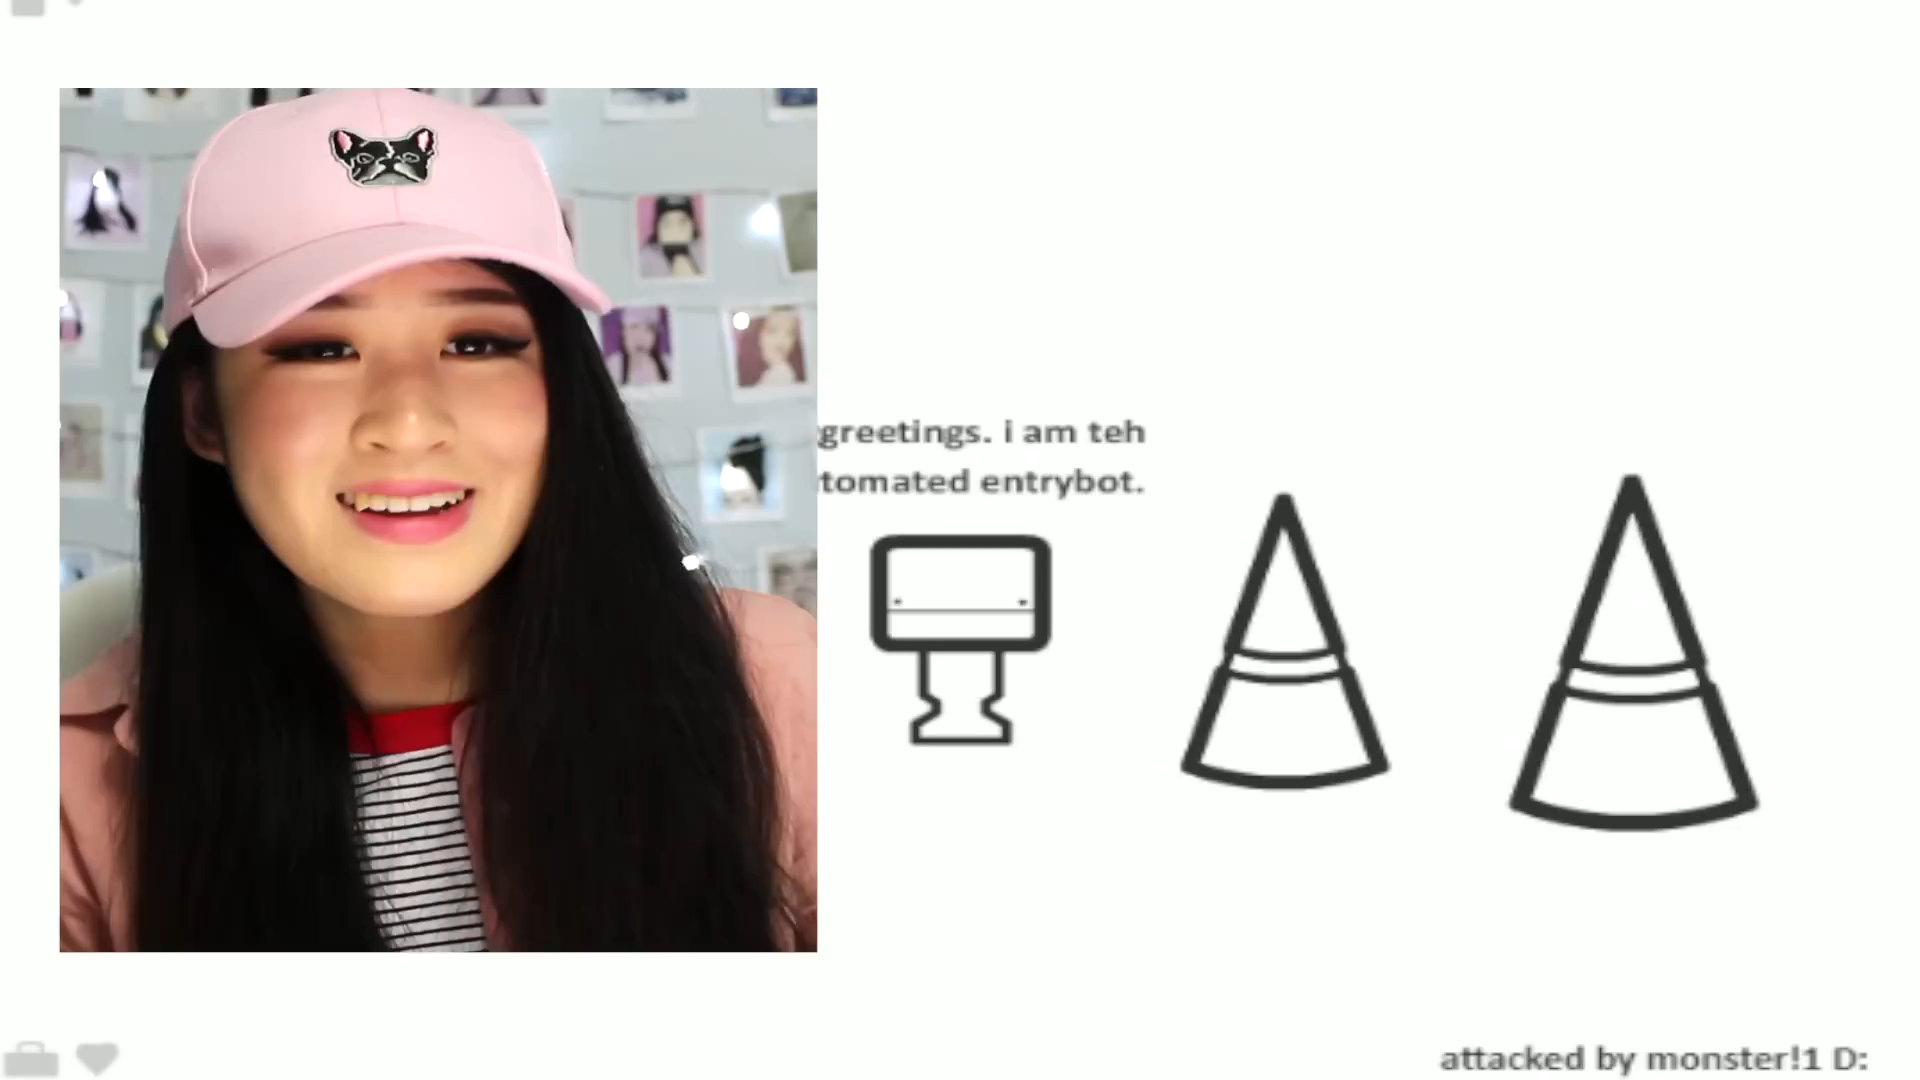 greetings. i am teh
tomated entrybot.
attacked by monster!1 D: